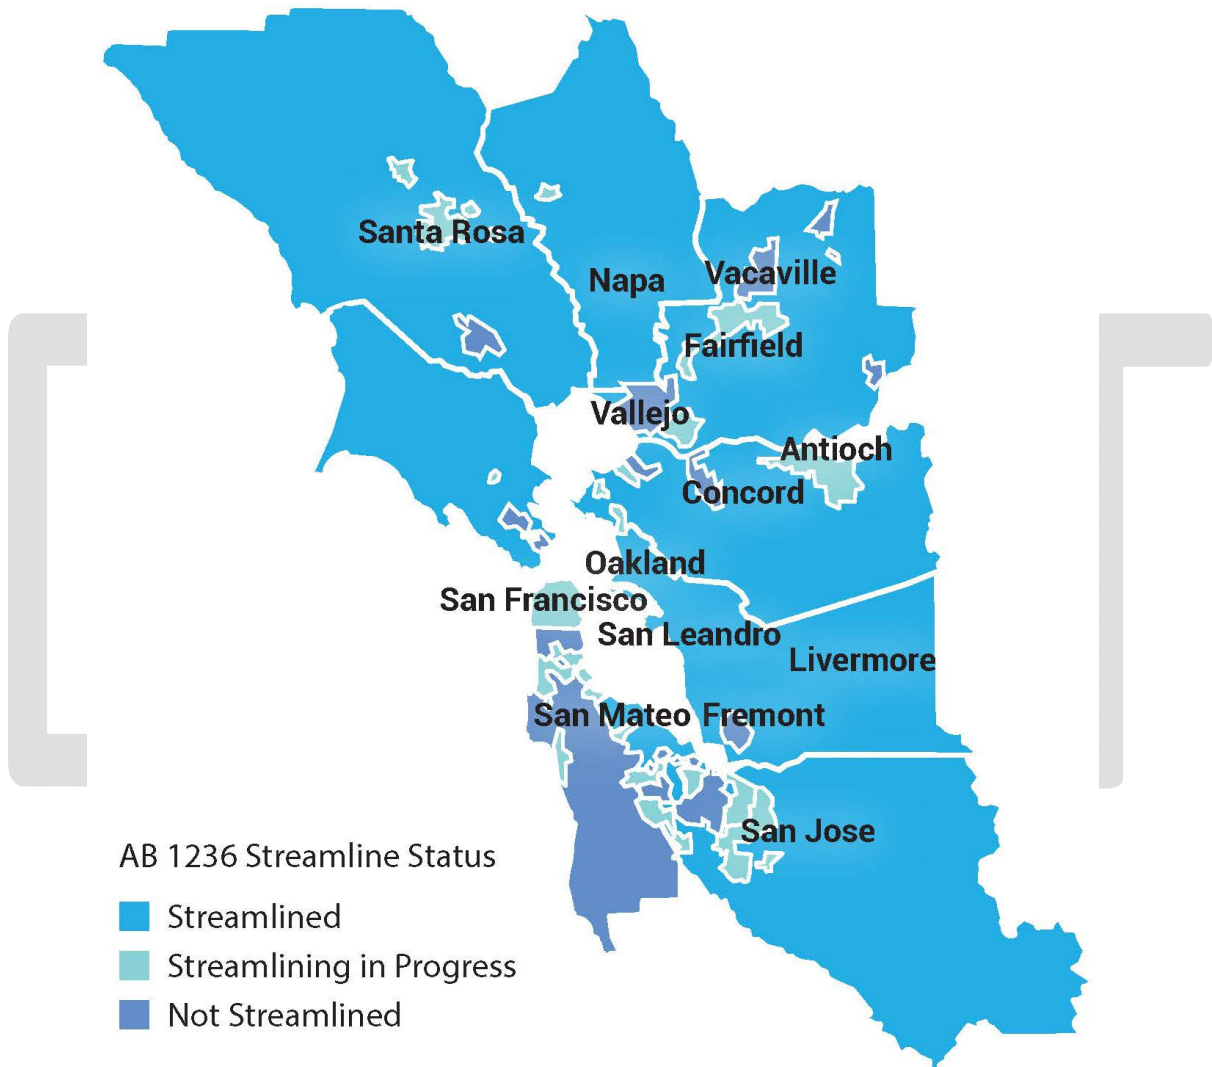 Santa Rosa
Napa
Vacaville
Fairfield
Vallejo
Antioch
Concord
Oakland
San Francisco
San Leandro
Livermore
San Mateo
Fremont
San Jose
AB 1236 Streamline Status
Streamlined
Streamlining in Progress
Not Streamlined